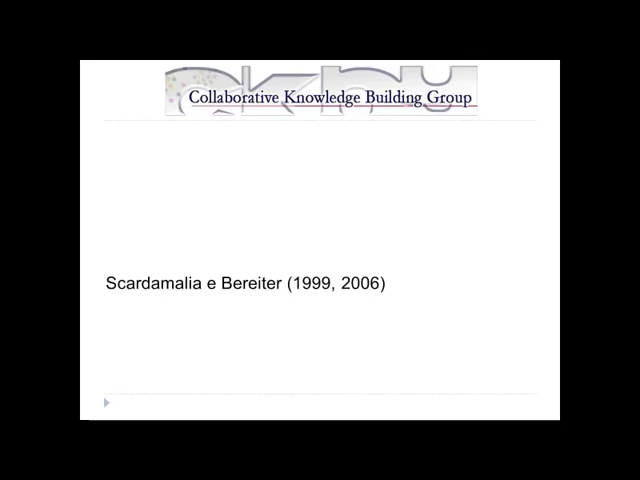 Collaborative Knowledge Building Group
Scardamalia e Bereiter (1999, 2006)